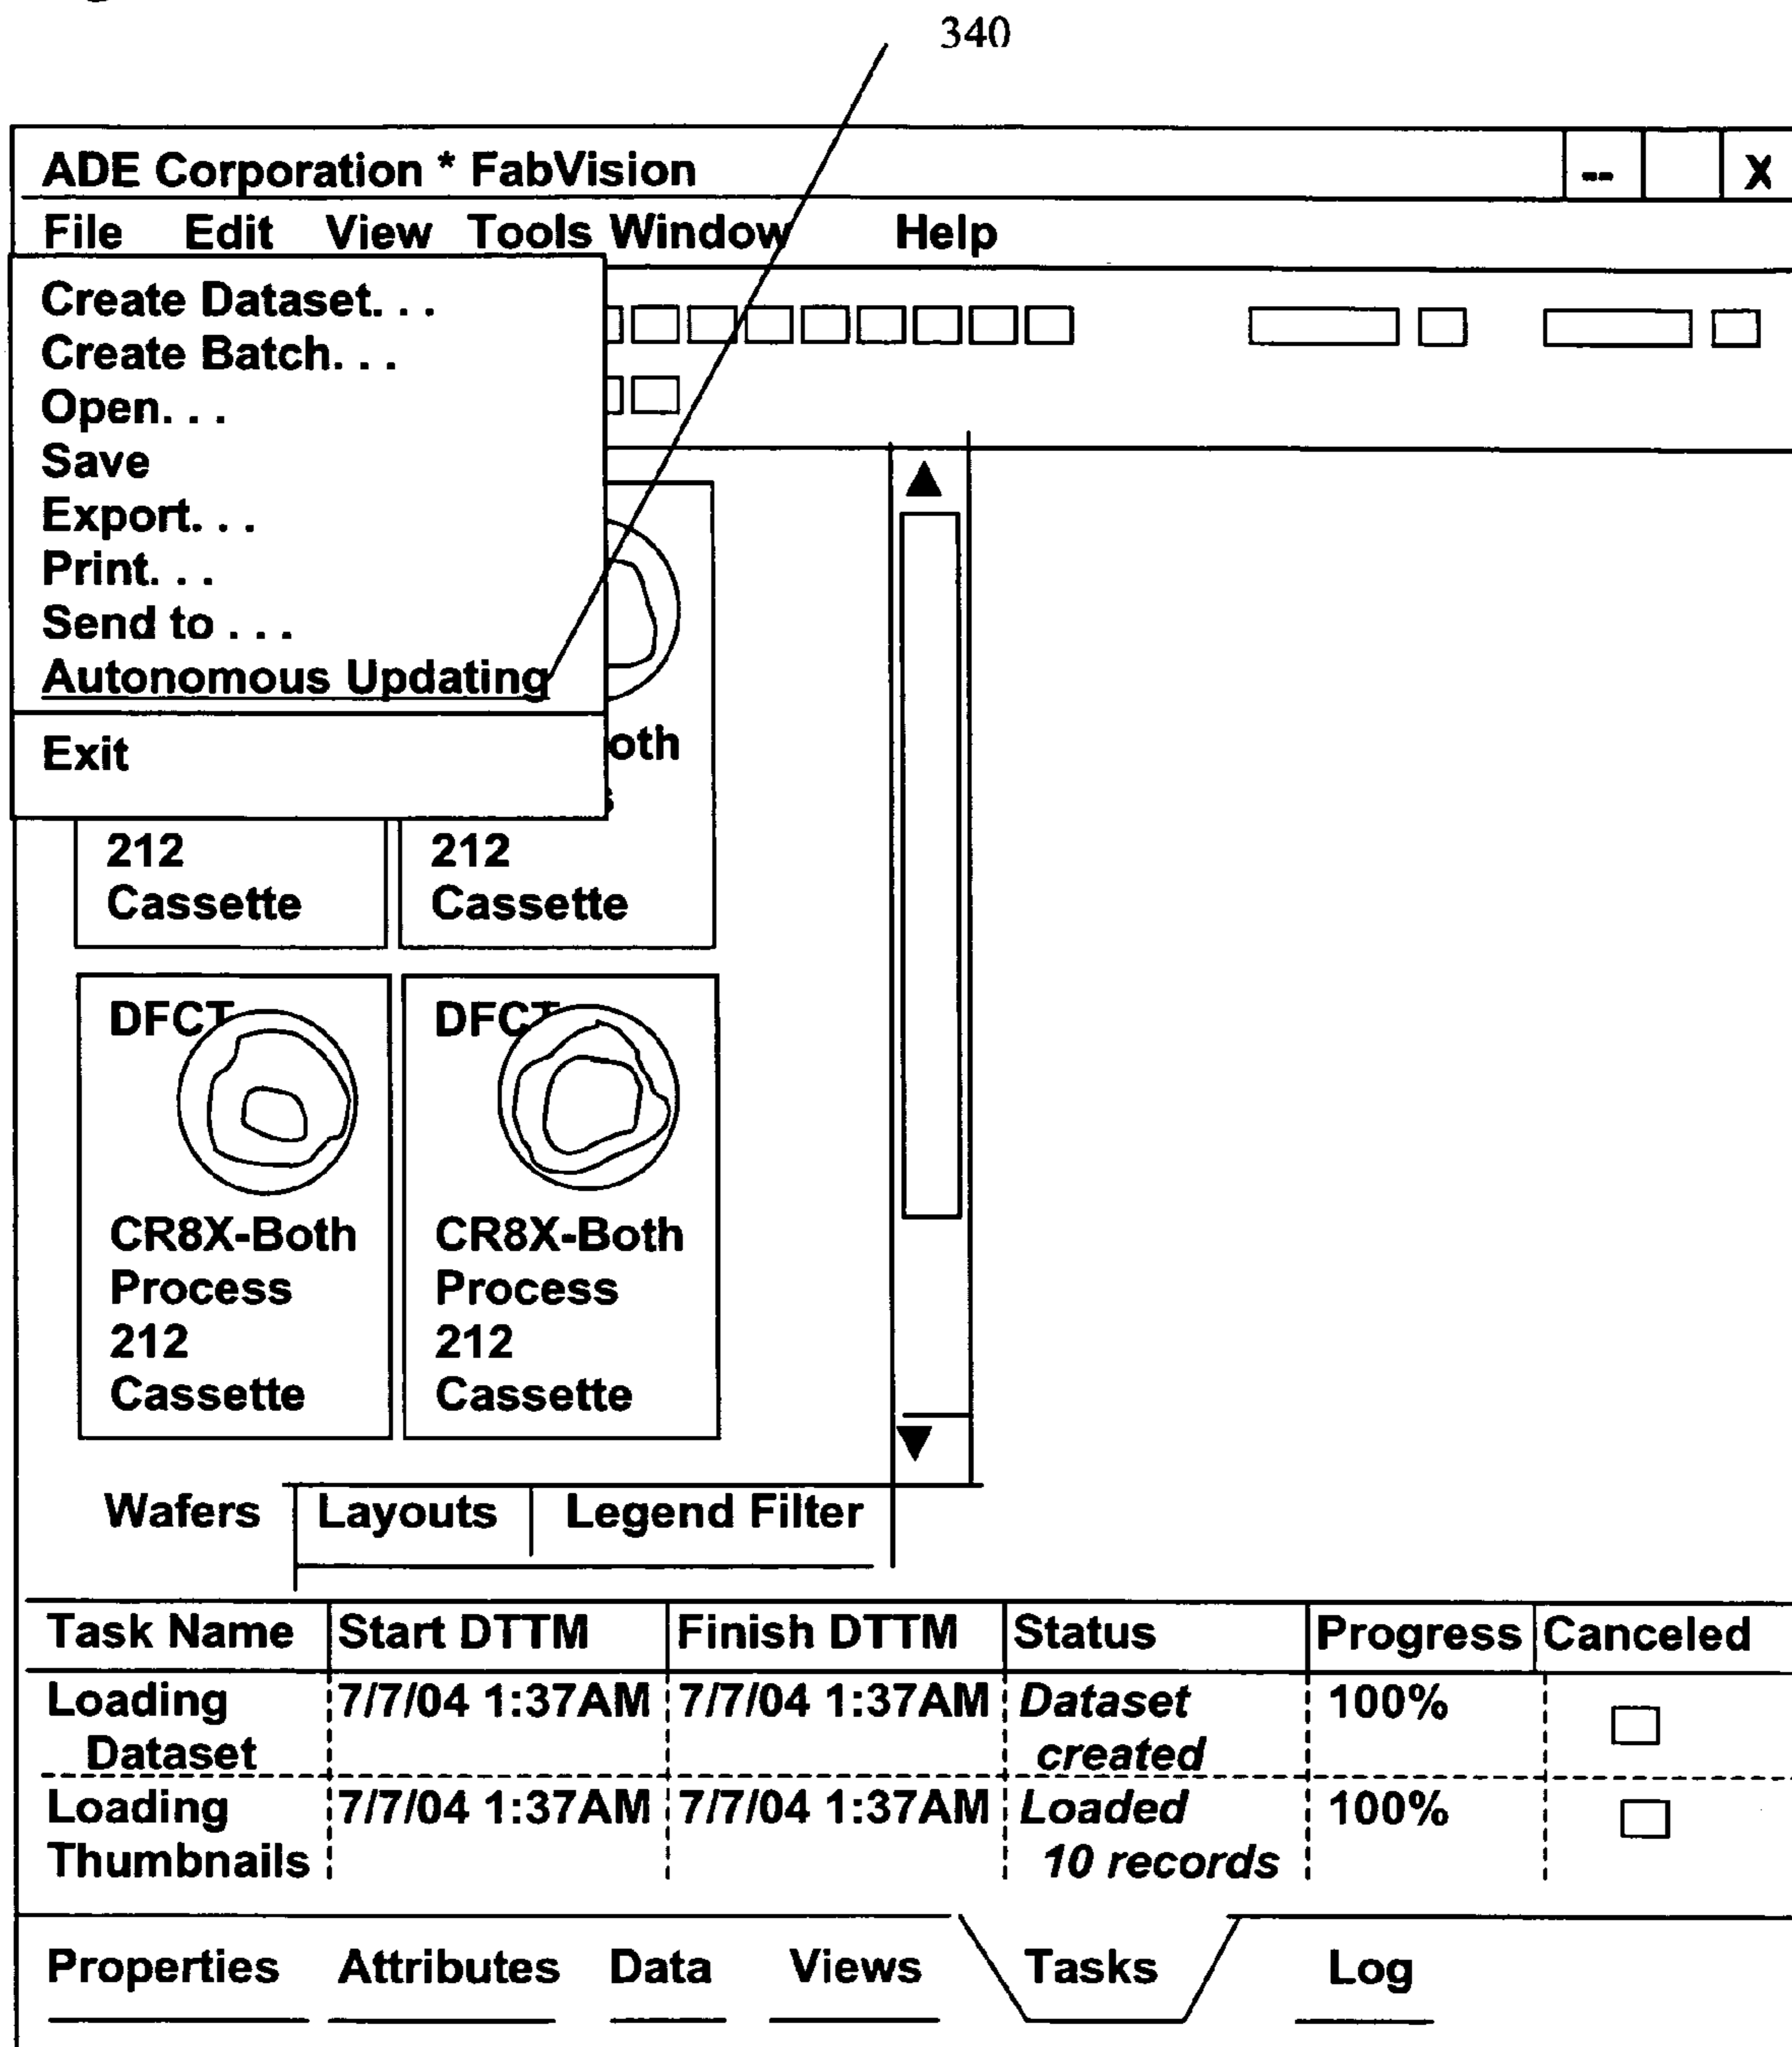 340
ADE Corporation * FabVision -- X
File Edit View Tools Window Help
Create Dataset. . .
Create Batch. . .
Open. . .
Save
Export. . .
Print. . .
Send to . . .
Autonomous Updating
Exit
oth
212 212
Cassette Cassette
DFCT DFCT
CR8X-Both CR8X-Both
Process Process
212 212
Cassette Cassette
Wafers Layouts Legend Filter
Task Name Start DTTM Finish DTTM Status Progress Canceled
Loading 7/7/04 1:37AM 7/7/04 1:37AM Dataset 100%
Dataset created
Loading 7/7/04 1:37AM 7/7/04 1:37AM Loaded 100%
Thumbnails 10 records
Properties Attributes Data Views Tasks Log